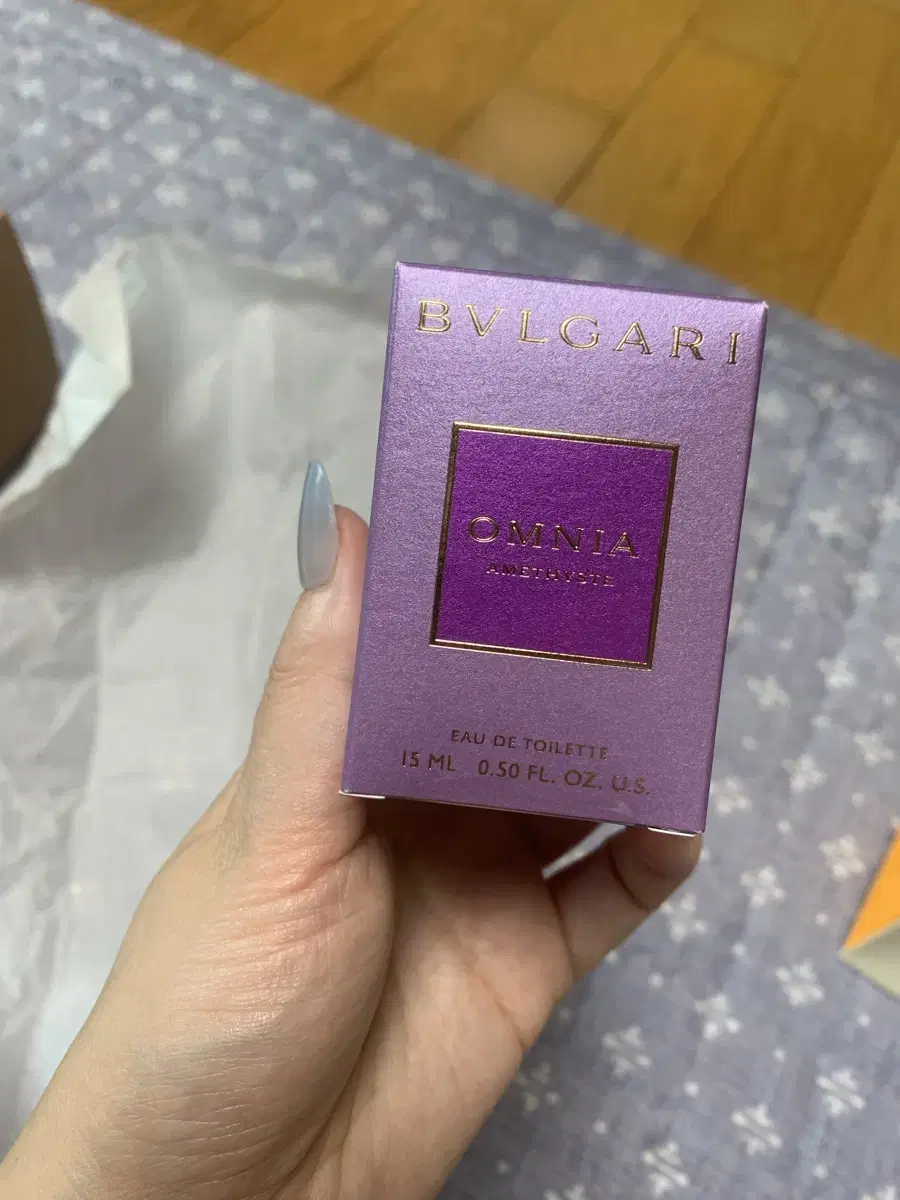 BVLGARI
OMNIA
AMETHYSTE
EAU DE TOILETTE
15 ML 0.50 FL. OZ. U.S.